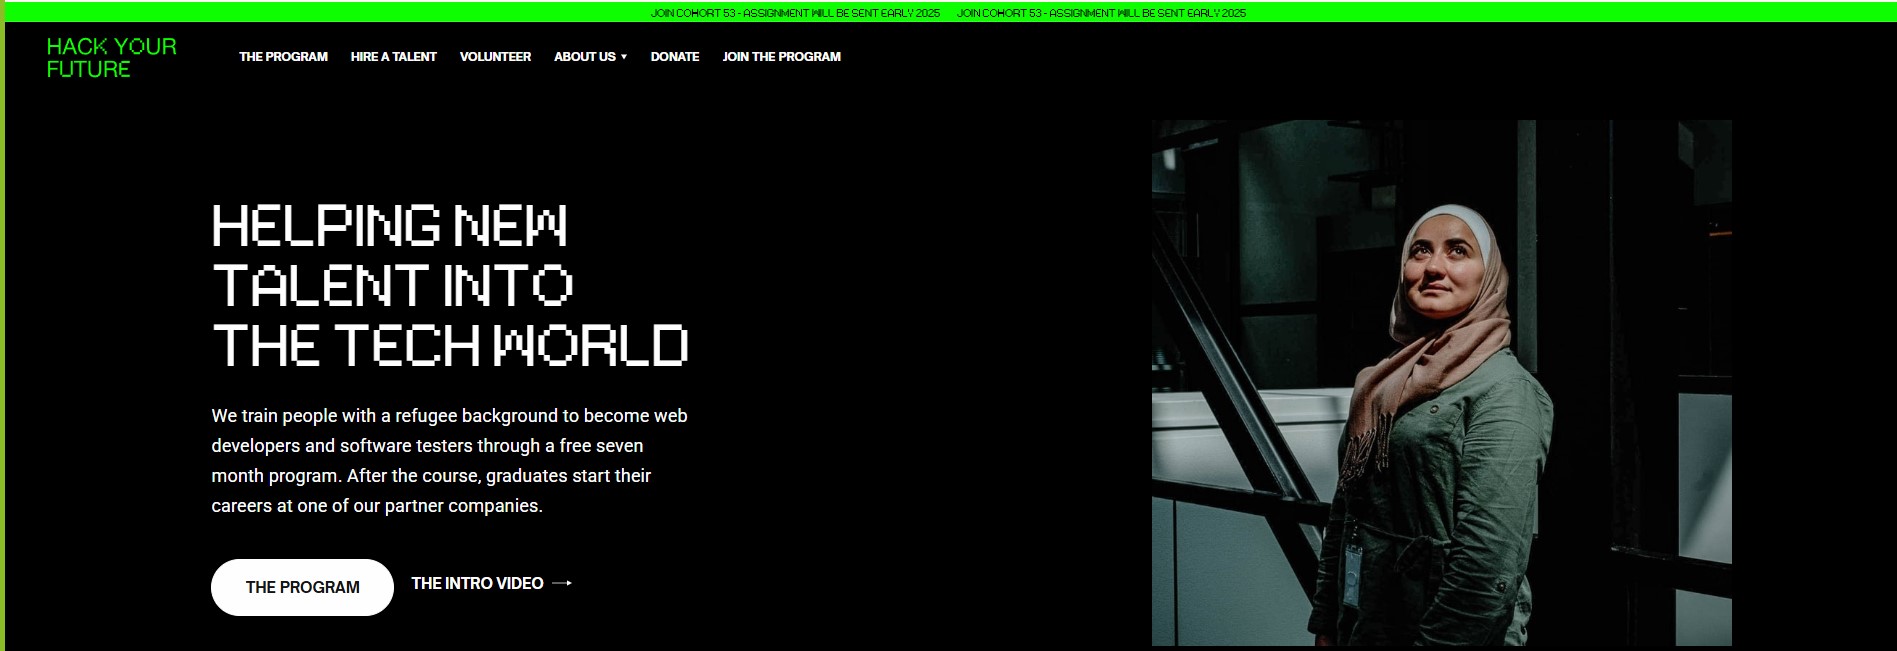 JOIN COHORT 53 - ASSIGNMENT WILL BE SENT EARLY 2025 JOIN COHORT 53 - ASSIGNMENT WILL BE SENT EARLY 2025
HACK YOUR
FUTURE
THE PROGRAM HIRE A TALENT VOLUNTEER ABOUT US ▼ DONATE JOIN THE PROGRAM
HELPING NEW
TALENT INTO
THE TECH WORLD
We train people with a refugee background to become web
developers and software testers through a free seven
month program. After the course, graduates start their
careers at one of our partner companies.
THE PROGRAM THE INTRO VIDEO →